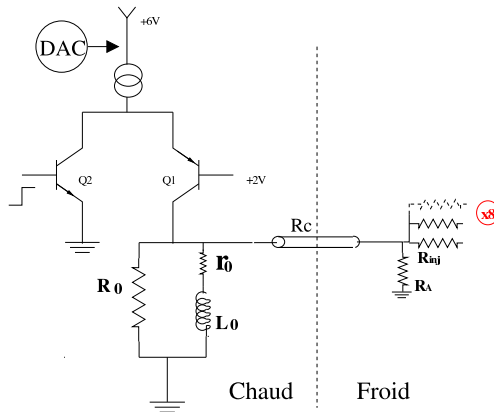 +6V
DAC
Q2
Q1
+2V
Rc
x8
Rinj
RA
R0
r0
L0
Chaud
Froid